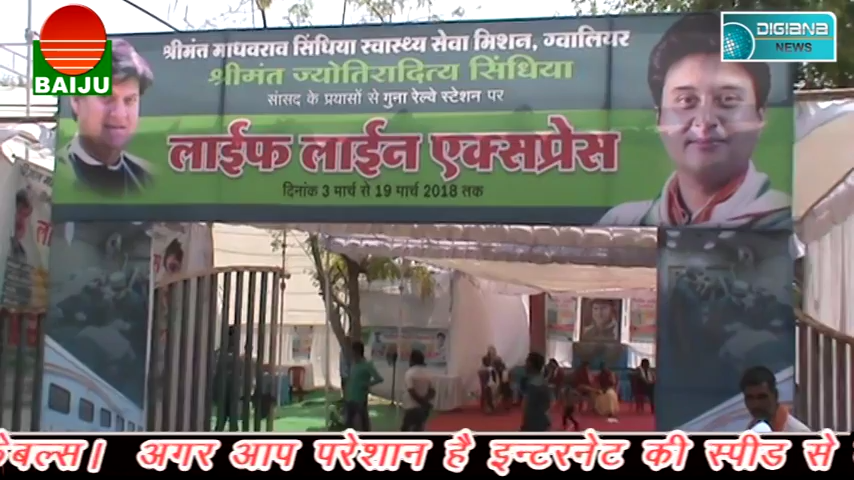 BAIJU
DIGIANA
NEWS
श्रीमंत माधवराव सिंधिया स्वास्थ्य सेवा मिशन, ग्वालियर
श्रीमंत ज्योतिरादित्य सिंधिया
सांसद के प्रयासों से गुना रेल्वे स्टेशन पर
लाईफ लाईन एक्सप्रेस
दिनांक 3 मार्च से 19 मार्च 2018 तक
केबल्स। अगर आप परेशान है इन्टरनेट की स्पीड से